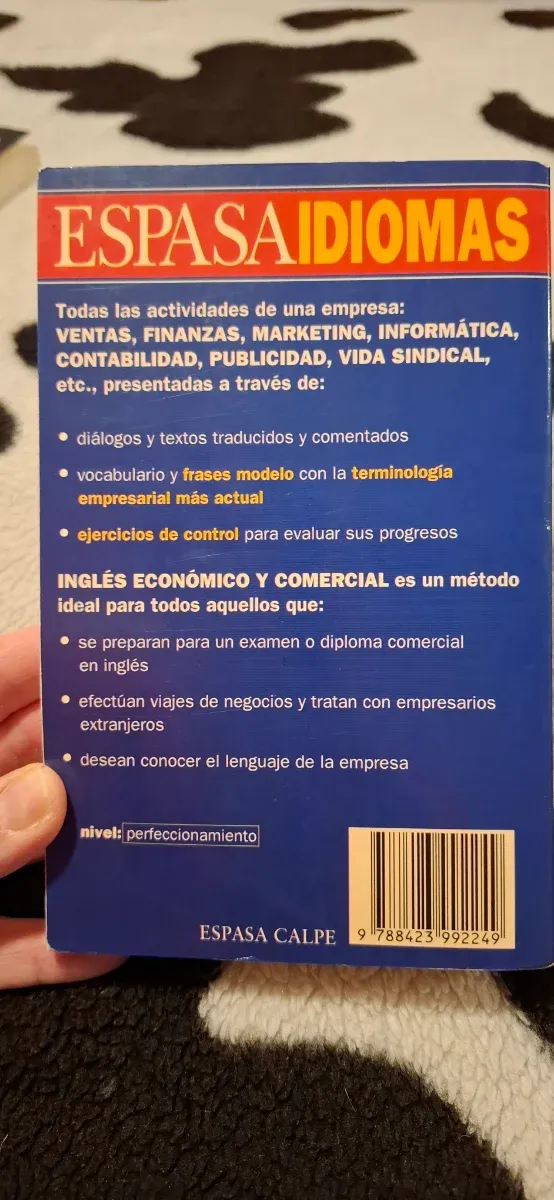 ESPASA IDIOMAS
Todas las actividades de una empresa:
VENTAS, FINANZAS, MARKETING, INFORMÁTICA,
CONTABILIDAD, PUBLICIDAD, VIDA SINDICAL,
etc., presentadas a través de:
• diálogos y textos traducidos y comentados
• vocabulario y frases modelo con la terminología
empresarial más actual
• ejercicios de control para evaluar sus progresos
INGLÉS ECONÓMICO Y COMERCIAL es un método
ideal para todos aquellos que:
• se preparan para un examen o diploma comercial
en inglés
• efectúan viajes de negocios y tratan con empresarios
extranjeros
• desean conocer el lenguaje de la empresa
nivel: perfeccionamiento
ESPASA CALPE
9 788423 992249